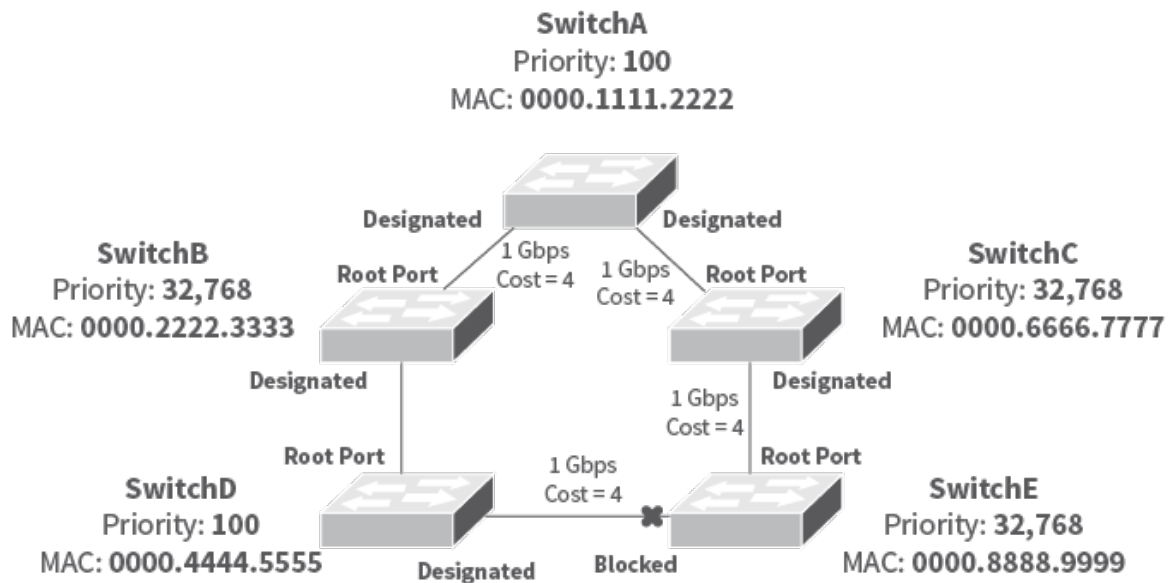 SwitchA
Priority: 100
MAC: 0000.1111.2222
Designated
Designated
1 Gbps
Cost = 4
1 Gbps
Cost = 4
SwitchB
Priority: 32,768
MAC: 0000.2222.3333
Root Port
Root Port
SwitchC
Priority: 32,768
MAC: 0000.6666.7777
Designated
Designated
1 Gbps
Cost = 4
Root Port
Root Port
SwitchD
Priority: 100
MAC: 0000.4444.5555
1 Gbps
Cost = 4
SwitchE
Priority: 32,768
MAC: 0000.8888.9999
Designated
Blocked